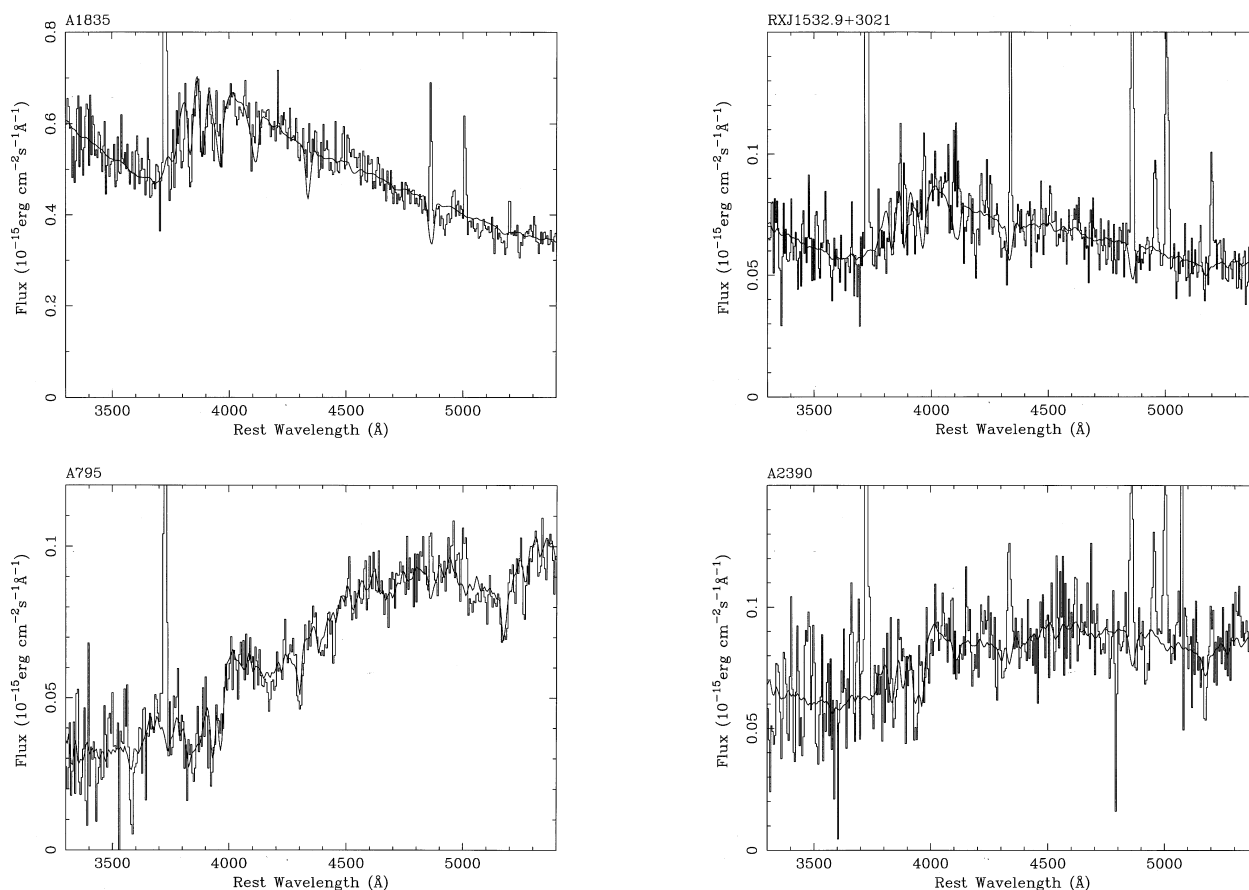 A1835
0.8
0.6
0.4
0.2
0
Flux (10⁻¹⁵erg cm⁻²s⁻¹Å⁻¹)
3500 4000 4500 5000
Rest Wavelength (Å)
RXJ1532.9+3021
0.1
0.05
0
Flux (10⁻¹⁵erg cm⁻²s⁻¹Å⁻¹)
3500 4000 4500 5000
Rest Wavelength (Å)
A795
0.1
0.05
0
Flux (10⁻¹⁵erg cm⁻²s⁻¹Å⁻¹)
3500 4000 4500 5000
Rest Wavelength (Å)
A2390
0.1
0.05
0
Flux (10⁻¹⁵erg cm⁻²s⁻¹Å⁻¹)
3500 4000 4500 5000
Rest Wavelength (Å)